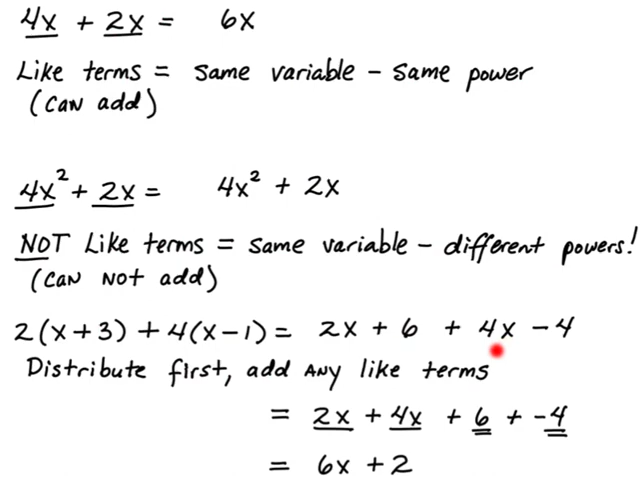 4x + 2x = 6x
Like terms = same variable - same power
(CAN add)
4x² + 2x = 4x² + 2x
NOT Like terms = same variable - different powers!
(CAN NOT add)
2(x+3) + 4(x-1) = 2x + 6 + 4x - 4
Distribute first, add ANY like terms
= 2x + 4x + 6 + -4
= 6x + 2